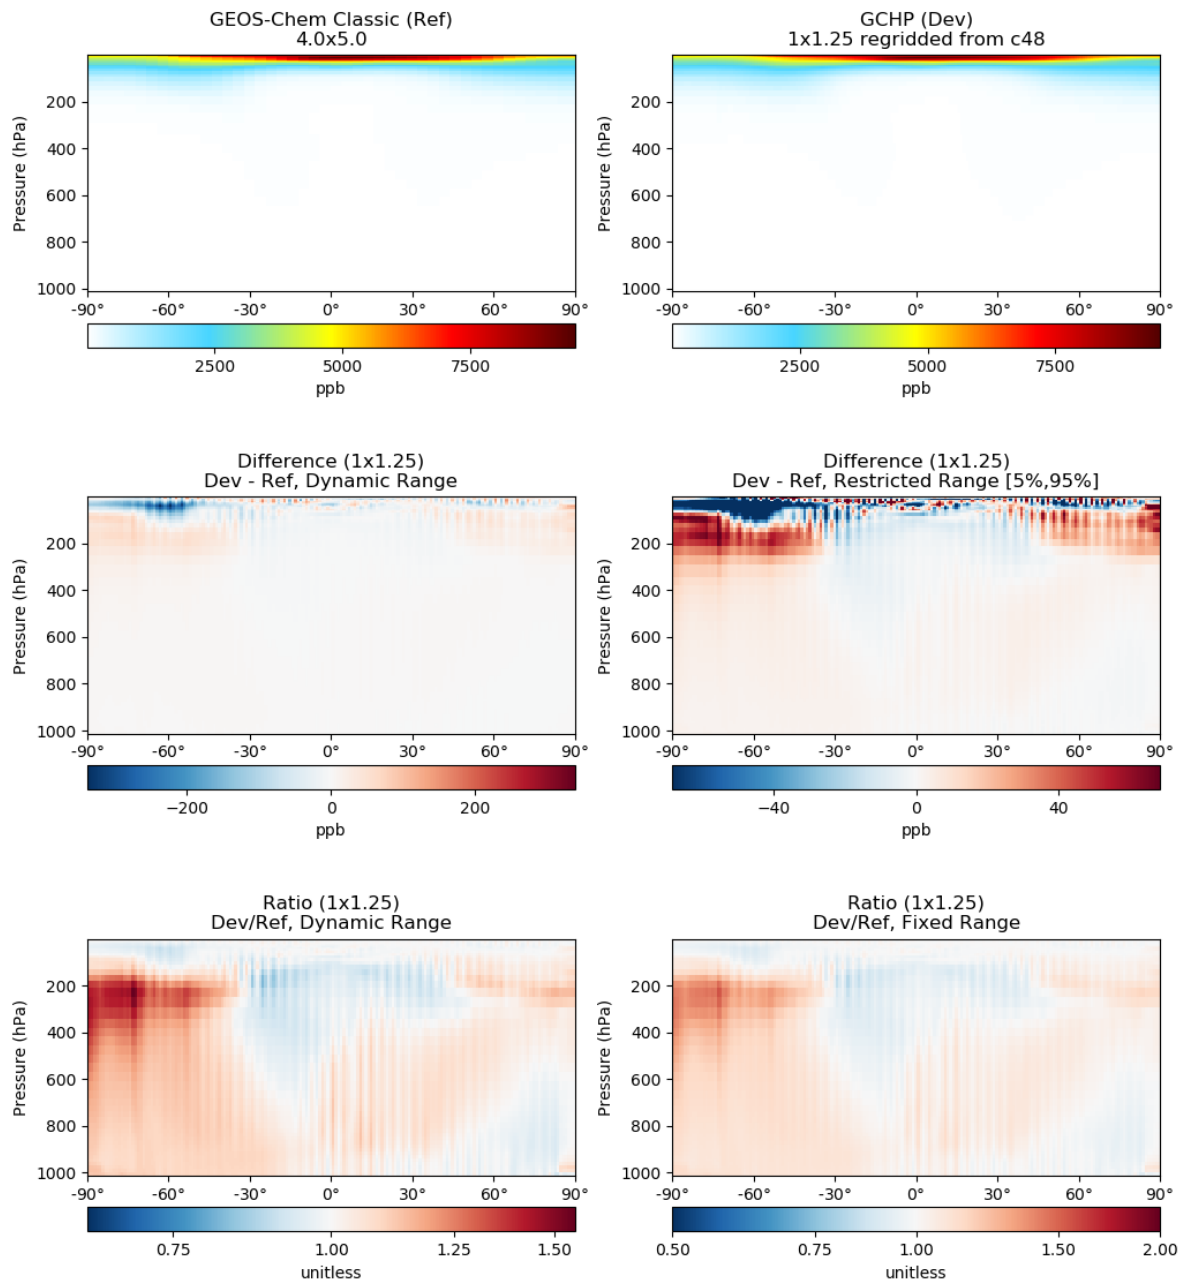 GEOS-Chem Classic (Ref)
4.0x5.0
Pressure (hPa)
200
400
600
800
1000
-90° -60° -30° 0° 30° 60° 90°
2500 5000 7500
ppb
GCHP (Dev)
1x1.25 regridded from c48
Pressure (hPa)
200
400
600
800
1000
-90° -60° -30° 0° 30° 60° 90°
2500 5000 7500
ppb
Difference (1x1.25)
Dev - Ref, Dynamic Range
Pressure (hPa)
200
400
600
800
1000
-90° -60° -30° 0° 30° 60° 90°
−200 0 200
ppb
Difference (1x1.25)
Dev - Ref, Restricted Range [5%,95%]
Pressure (hPa)
200
400
600
800
1000
-90° -60° -30° 0° 30° 60° 90°
−40 0 40
ppb
Ratio (1x1.25)
Dev/Ref, Dynamic Range
Pressure (hPa)
200
400
600
800
1000
-90° -60° -30° 0° 30° 60° 90°
0.75 1.00 1.25 1.50
unitless
Ratio (1x1.25)
Dev/Ref, Fixed Range
Pressure (hPa)
200
400
600
800
1000
-90° -60° -30° 0° 30° 60° 90°
0.50 0.75 1.00 1.50 2.00
unitless